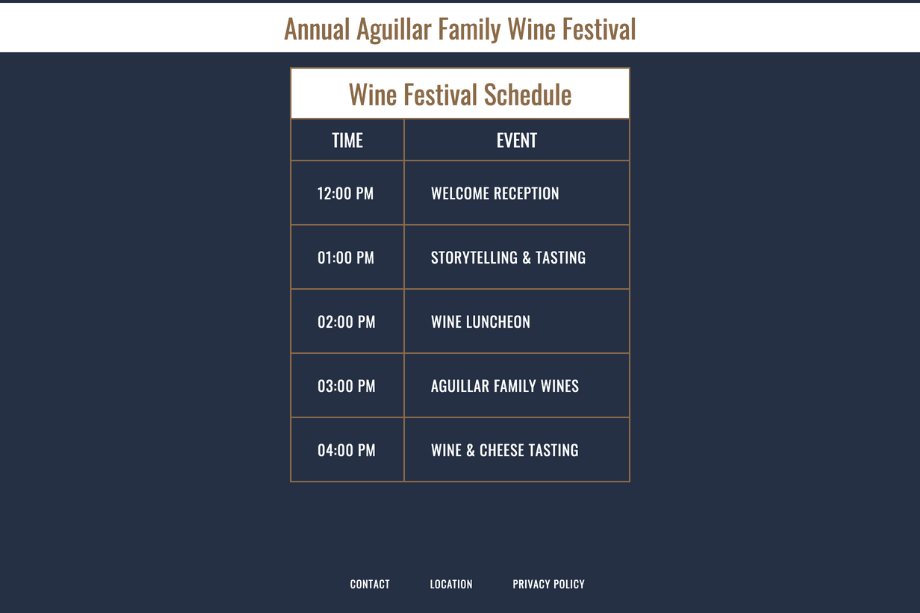 Annual Aguillar Family Wine Festival
Wine Festival Schedule
TIME EVENT
12:00 PM WELCOME RECEPTION
01:00 PM STORYTELLING & TASTING
02:00 PM WINE LUNCHEON
03:00 PM AGUILLAR FAMILY WINES
04:00 PM WINE & CHEESE TASTING
CONTACT LOCATION PRIVACY POLICY